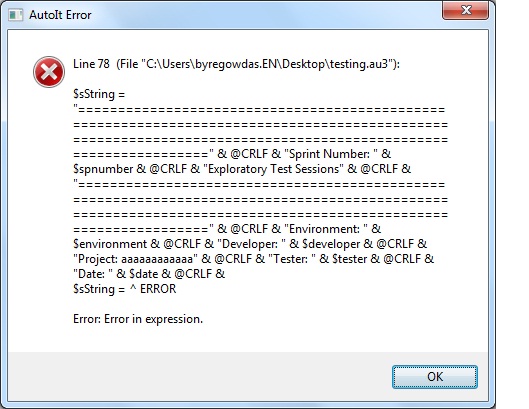 AutoIt Error
Line 78 (File "C:\Users\byregowdas.EN\Desktop\testing.au3"):
$sString =
"=================================================
==================================================
==================================================
==================" & @CRLF & "Sprint Number: " &
$spnumber & @CRLF & "Exploratory Test Sessions" & @CRLF &
"=================================================
==================================================
==================================================
==================" & @CRLF & "Environment: " &
$environment & @CRLF & "Developer: " & $developer & @CRLF &
"Project: aaaaaaaaaaaa" & @CRLF & "Tester: " & $tester & @CRLF &
"Date: " & $date & @CRLF &
$sString = ^ ERROR
Error: Error in expression.
OK